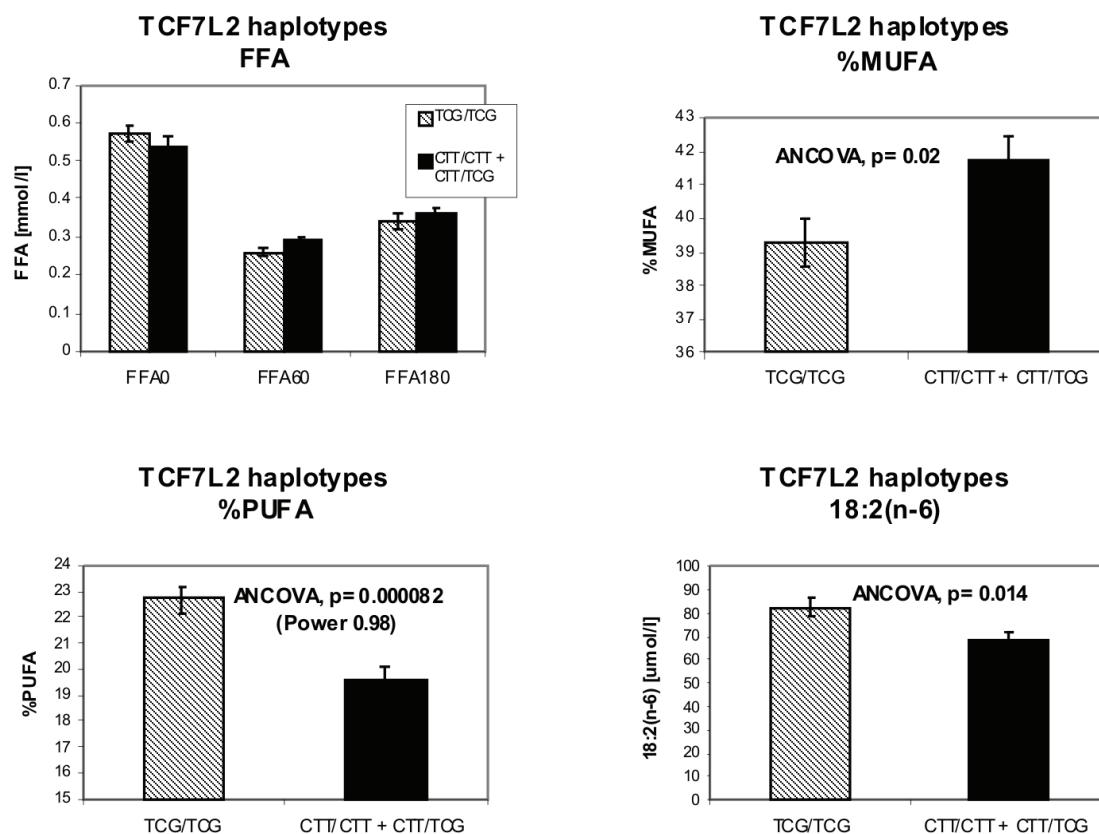 TCF7L2 haplotypes
FFA
0.7
0.6
0.5
0.4
0.3
0.2
0.1
0
FFA [mmol/l]
TCG/TCG
CTT/CTT +
CTT/TCG
FFA0
FFA60
FFA180
TCF7L2 haplotypes
%MUFA
43
42
41
40
39
38
37
36
%MUFA
ANCOVA, p= 0.02
TCG/TCG
CTT/CTT + CTT/TCG
TCF7L2 haplotypes
%PUFA
24
23
22
21
20
19
18
17
16
15
%PUFA
ANCOVA, p= 0.000082
(Power 0.98)
TCG/TCG
CTT/CTT + CTT/TCG
TCF7L2 haplotypes
18:2(n-6)
100
90
80
70
60
50
40
30
20
10
0
18:2(n-6) [umol/l]
ANCOVA, p= 0.014
TCG/TCG
CTT/CTT + CTT/TCG